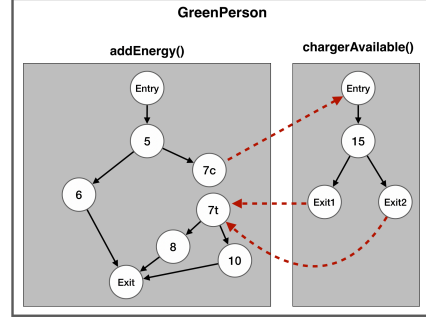 GreenPerson
addEnergy()
chargerAvailable()
Entry
Entry
5
15
7c
6
7t
Exit1
Exit2
8
10
Exit